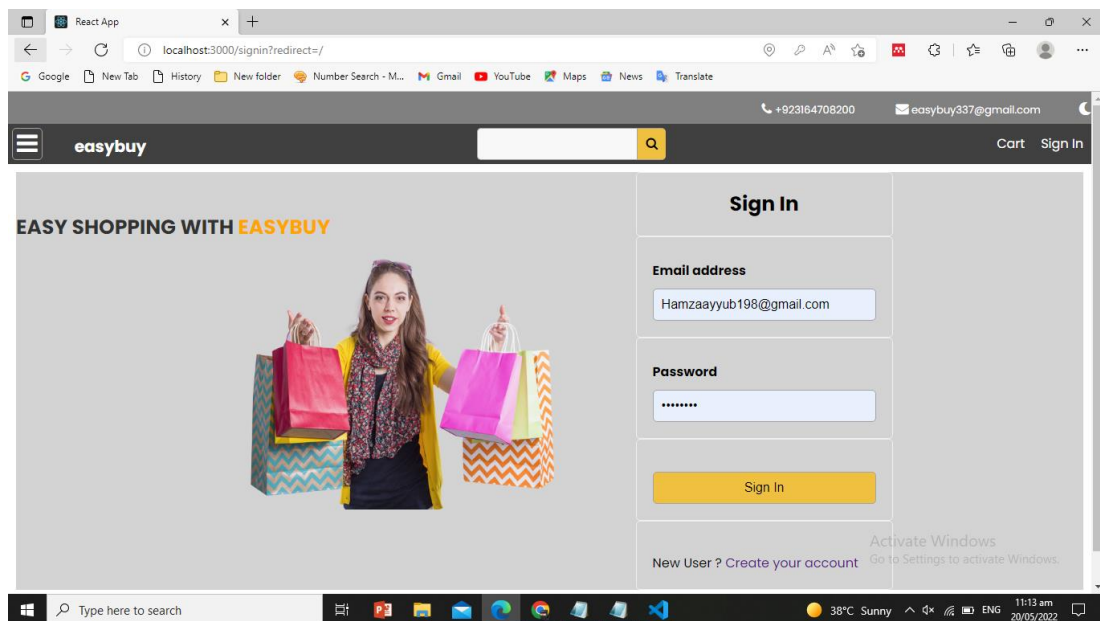 React App
localhost:3000/signin?redirect=/
Google New Tab History New folder Number Search - M... Gmail YouTube Maps News Translate
+923164708200 easybuy337@gmail.com
easybuy Cart Sign In
Sign In
EASY SHOPPING WITH EASYBUY
Email address
Hamzaayyub198@gmail.com
Password
••••••••
Sign In
New User ? Create your account
Activate Windows
Go to Settings to activate Windows.
Type here to search 38°C Sunny ENG 11:13 am
20/05/2022